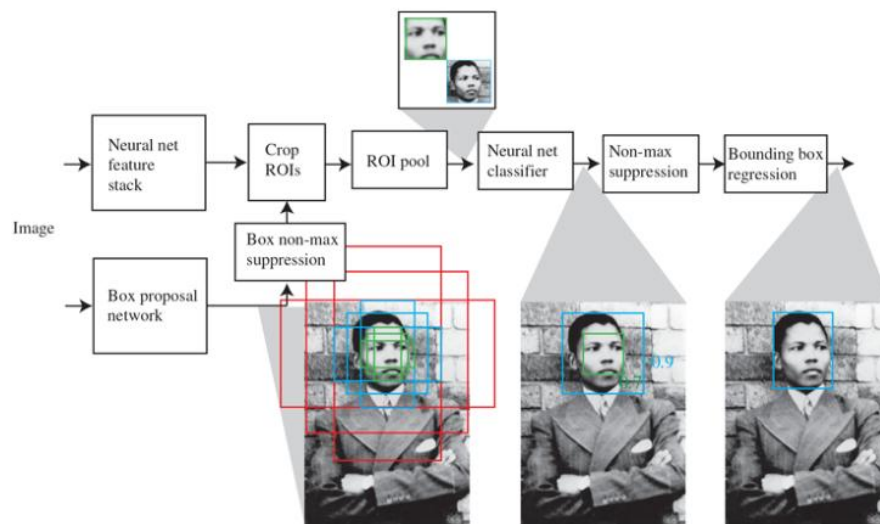 Neural net
feature
stack
Crop
ROIs
ROI pool
Neural net
classifier
Non-max
suppression
Bounding box
regression
Image
Box non-max
suppression
Box proposal
network
0.9